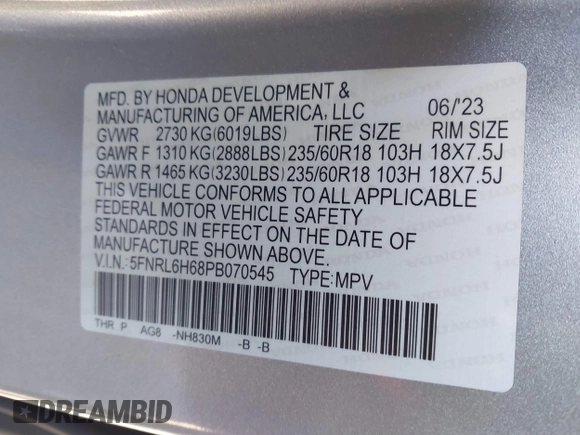 MFD. BY HONDA DEVELOPMENT &
MANUFACTURING OF AMERICA, LLC 06/'23
GVWR 2730 KG(6019LBS) TIRE SIZE RIM SIZE
GAWR F 1310 KG(2888LBS) 235/60R18 103H 18X7.5J
GAWR R 1465 KG(3230LBS) 235/60R18 103H 18X7.5J
THIS VEHICLE CONFORMS TO ALL APPLICABLE
FEDERAL MOTOR VEHICLE SAFETY
STANDARDS IN EFFECT ON THE DATE OF
MANUFACTURE SHOWN ABOVE.
V.I.N.:5FNRL6H68PB070545 TYPE:MPV
THR P AG8 -NH830M -B -B
DREAMBID